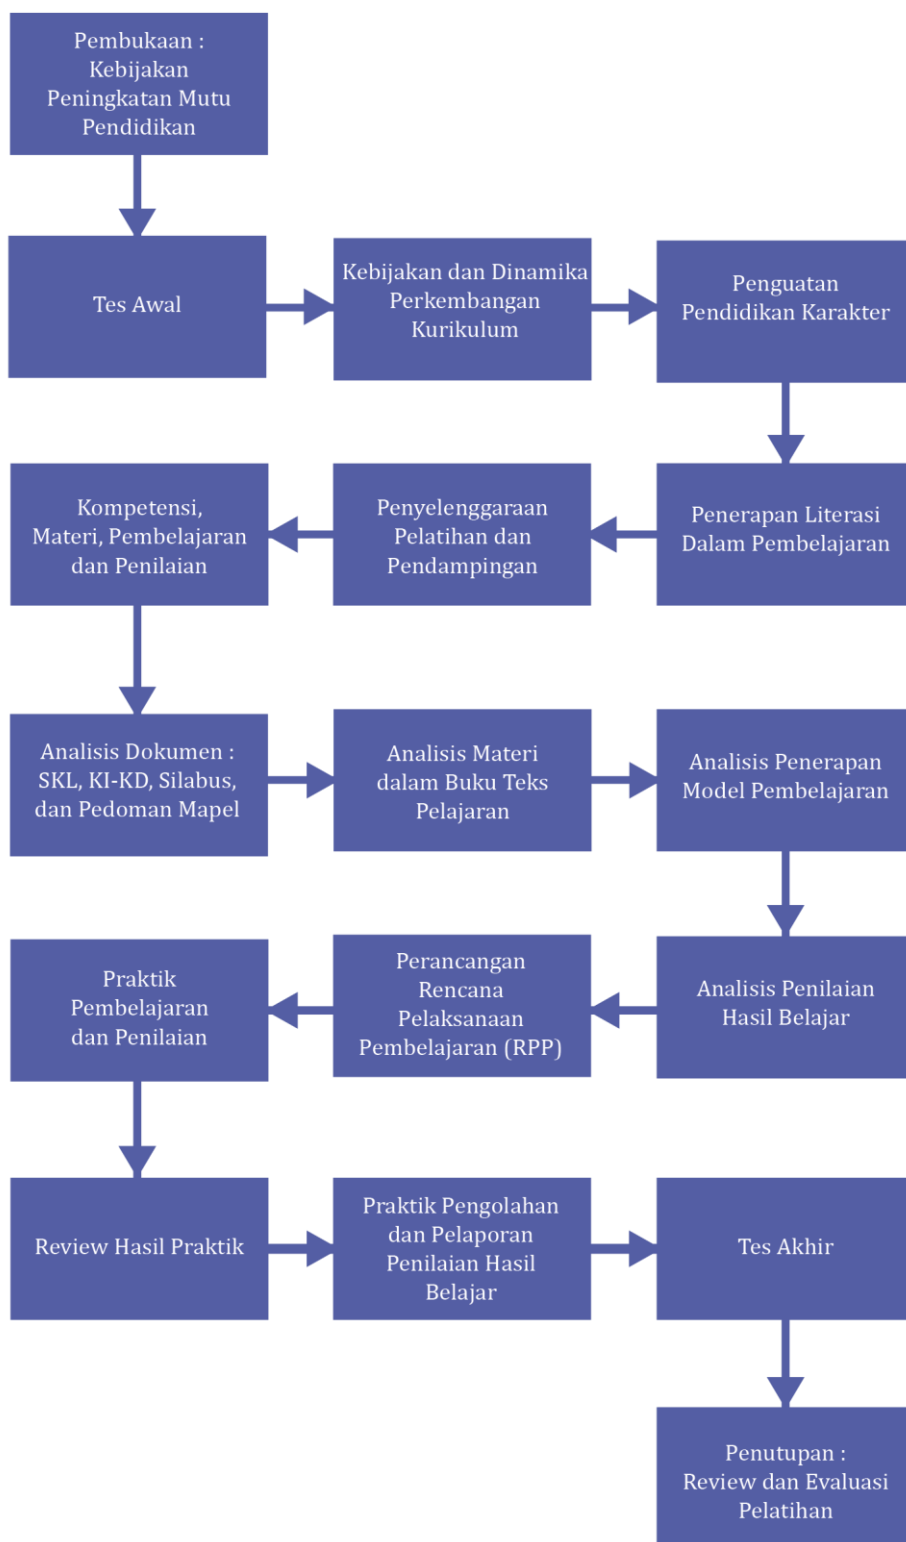 Pembukaan :
Kebijakan
Peningkatan Mutu
Pendidikan
Tes Awal
Kebijakan dan Dinamika
Perkembangan
Kurikulum
Penguatan
Pendidikan Karakter
Penerapan Literasi
Dalam Pembelajaran
Penyelenggaraan
Pelatihan dan
Pendampingan
Kompetensi,
Materi, Pembelajaran
dan Penilaian
Analisis Dokumen :
SKL, KI-KD, Silabus,
dan Pedoman Mapel
Analisis Materi
dalam Buku Teks
Pelajaran
Analisis Penerapan
Model Pembelajaran
Analisis Penilaian
Hasil Belajar
Perancangan
Rencana
Pelaksanaan
Pembelajaran (RPP)
Praktik
Pembelajaran
dan Penilaian
Review Hasil Praktik
Praktik Pengolahan
dan Pelaporan
Penilaian Hasil
Belajar
Tes Akhir
Penutupan :
Review dan Evaluasi
Pelatihan